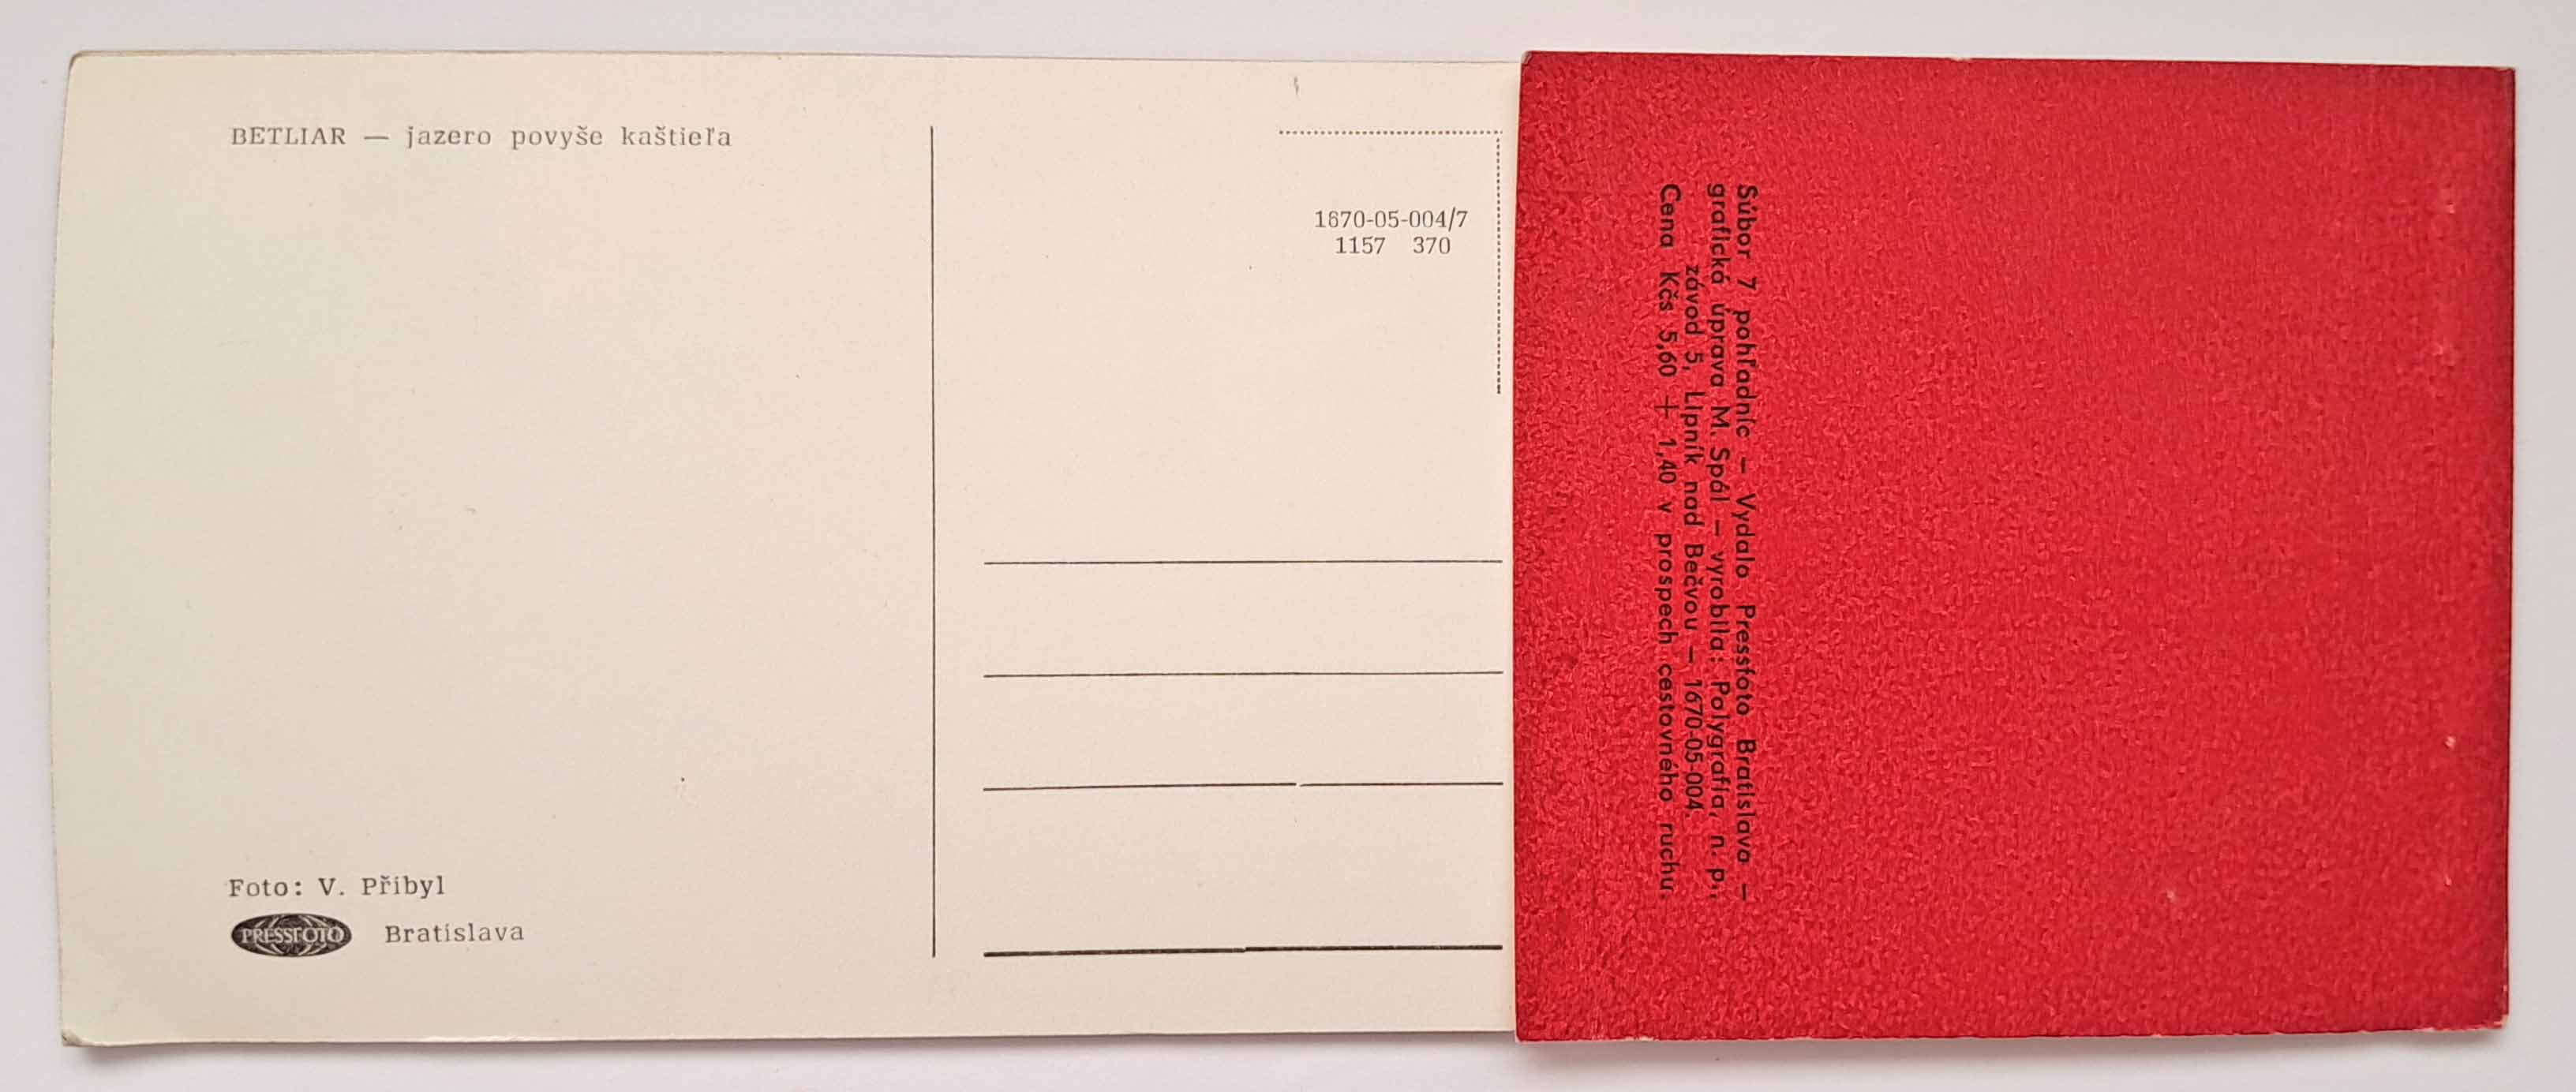 BETLIAR — jazero povyše kaštieľa
1670-05-004/7
1157 370
Foto: V. Příbyl
PRESSFOTO Bratislava
Súbor 7 pohľadníc – Vydalo Pressfoto Bratislava –
grafická úprava M. Spál – vyrobila: Polygrafia, n. p.,
závod 5, Lipník nad Bečvou – 1670-05-004.
Cena Kčs 5,60 + 1,40 v prospech cestovného ruchu.